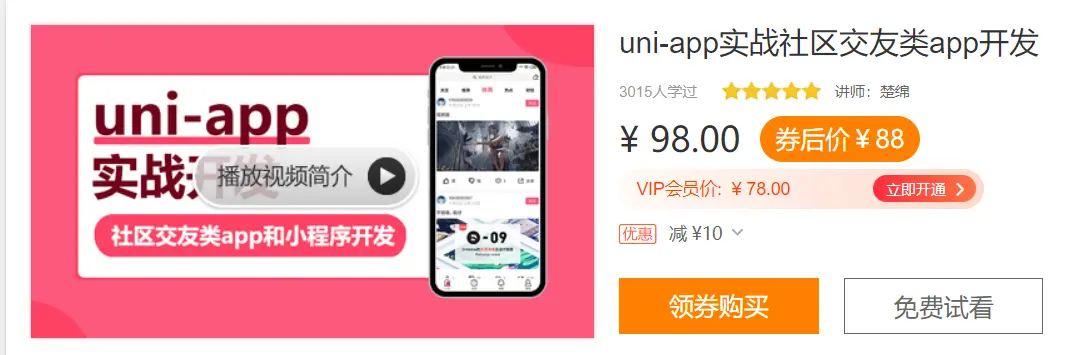 uni-app实战社区交友类app开发
3015人学过
讲师：楚绵
¥ 98.00
券后价¥88
VIP会员价：¥78.00
立即开通
优惠
减 ¥10
领券购买
免费试看
uni-app
实战开发
播放视频简介
社区交友类app和小程序开发
-09